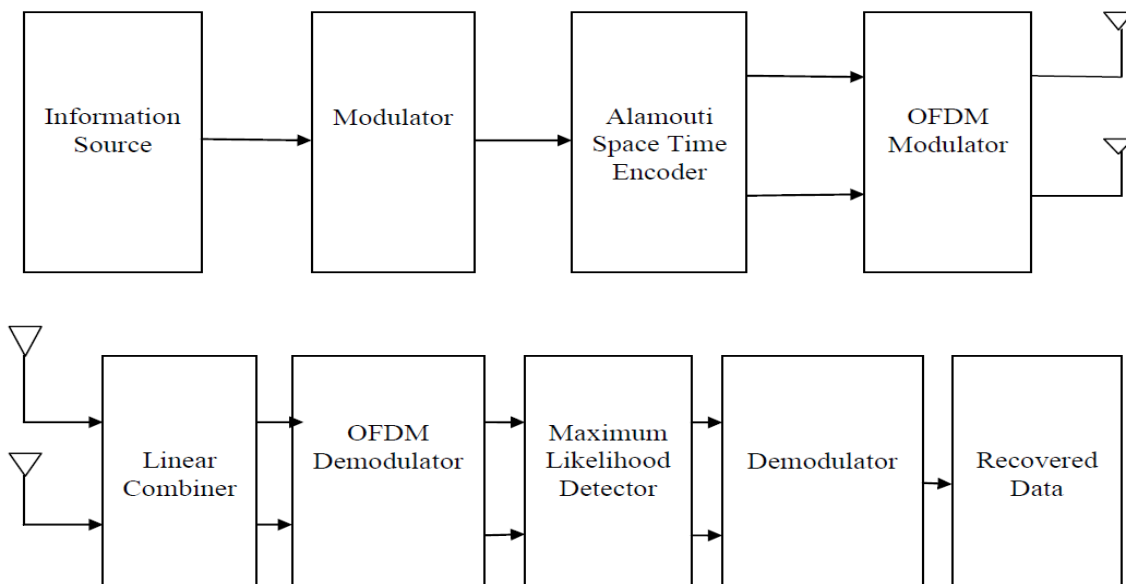 Information
Source
Modulator
Alamouti
Space Time
Encoder
OFDM
Modulator
Linear
Combiner
OFDM
Demodulator
Maximum
Likelihood
Detector
Demodulator
Recovered
Data